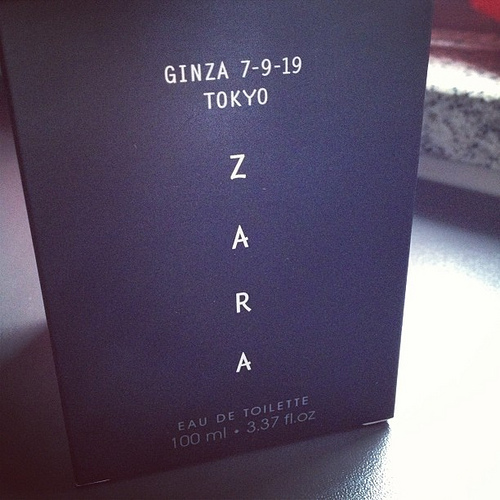 GINZA 7-9-19
TOKYO
Z
A
R
A
EAU DE TOILETTE
100 ml • 3.37 fl.oz